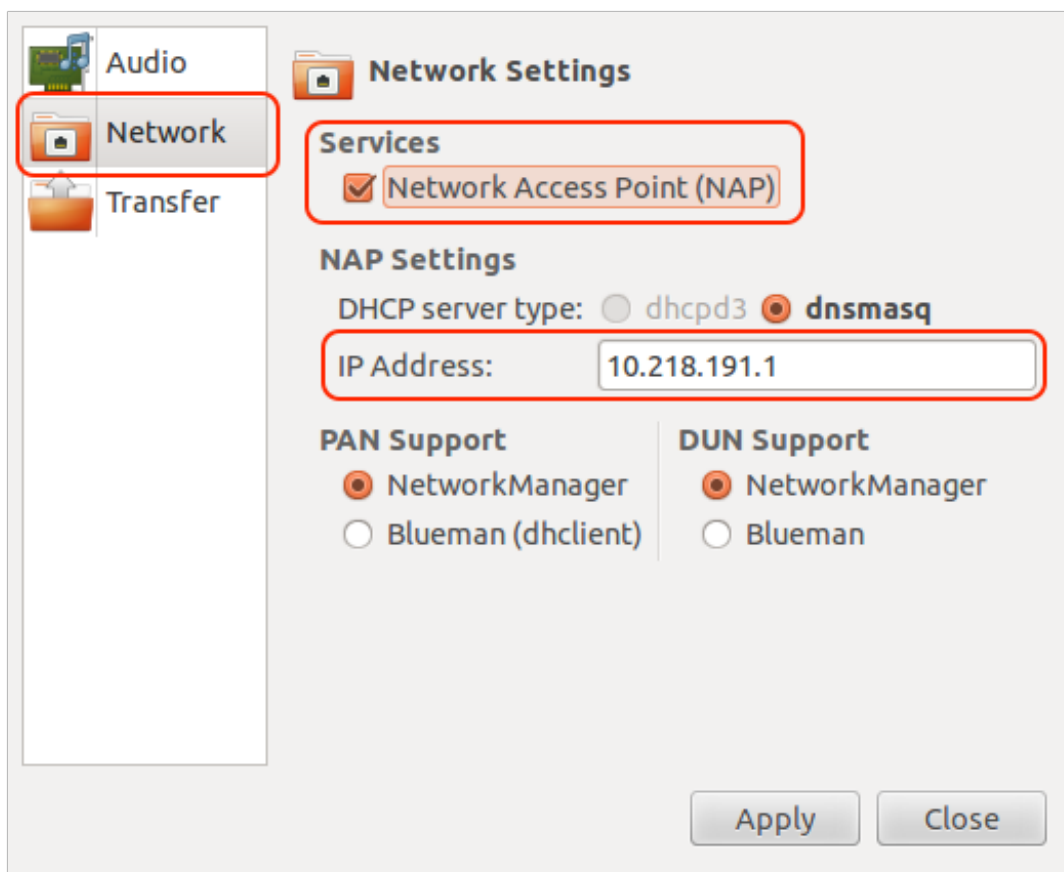 Audio
Network
Transfer
Network Settings
Services
Network Access Point (NAP)
NAP Settings
DHCP server type: dhcpd3 dnsmasq
IP Address: 10.218.191.1
PAN Support
NetworkManager
Blueman (dhclient)
DUN Support
NetworkManager
Blueman
Apply Close